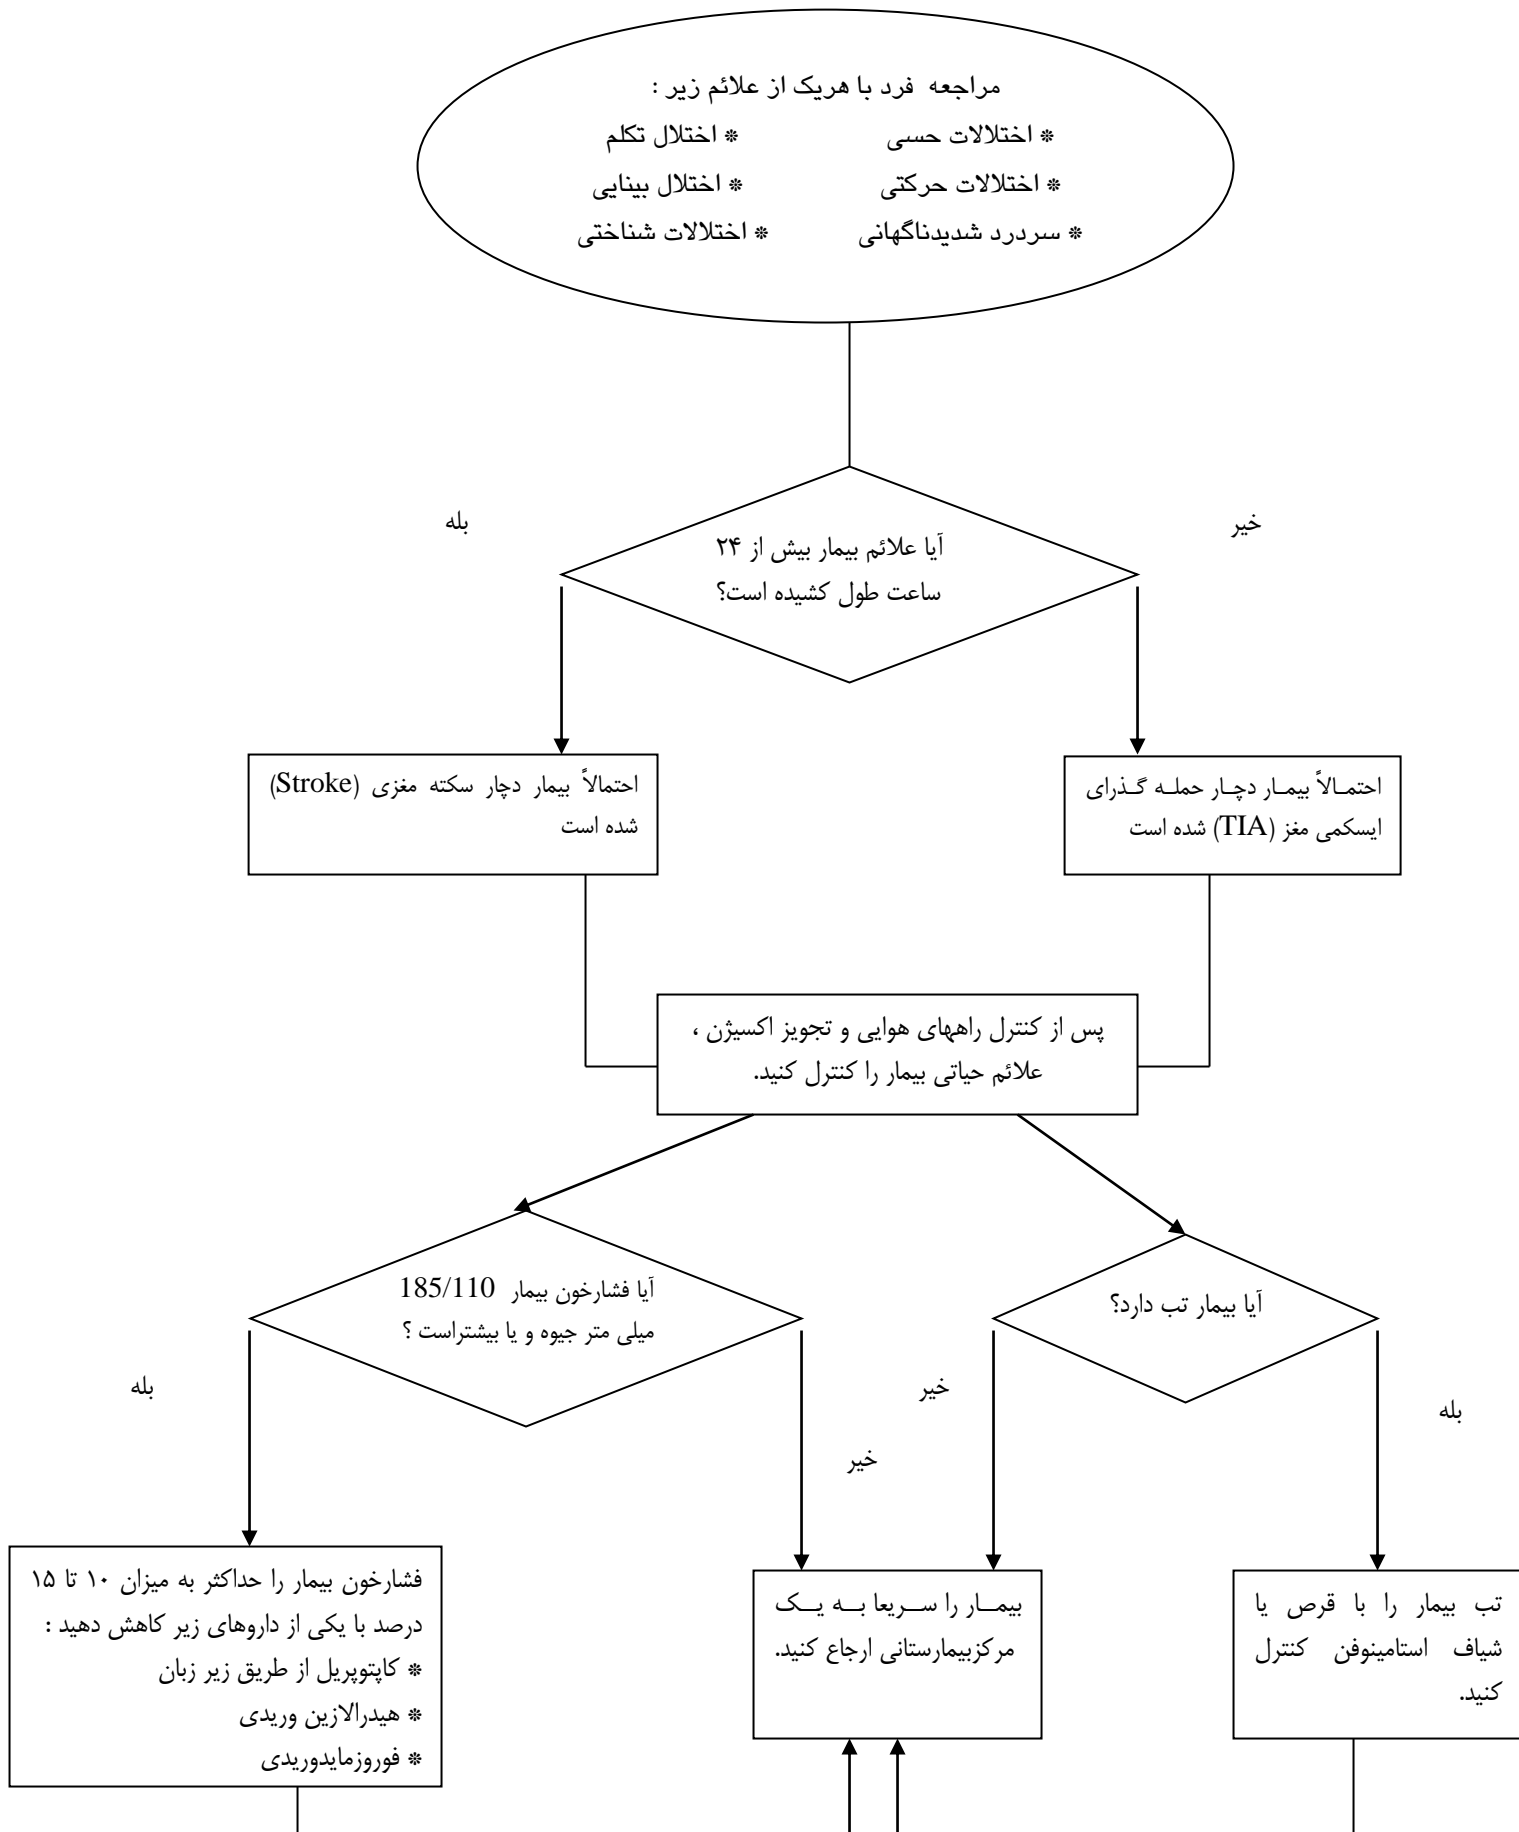 مراجعه فرد با هریک از علائم زیر :
* اختلالات حسی * اختلال تکلم
* اختلالات حرکتی * اختلال بینایی
* سردرد شدیدناگهانی * اختلالات شناختی
خیر
بله
آیا علائم بیمار بیش از ۲۴
ساعت طول کشیده است؟
احتمالاً بیمار دچار حمله گذرای
ایسکمی مغز (TIA) شده است
احتمالاً بیمار دچار سکته مغزی (Stroke)
شده است
پس از کنترل راههای هوایی و تجویز اکسیژن ،
علائم حیاتی بیمار را کنترل کنید.
آیا بیمار تب دارد؟
آیا فشارخون بیمار 185/110
میلی متر جیوه و یا بیشتراست ؟
بله
خیر
خیر
بله
تب بیمار را با قرص یا
شیاف استامینوفن کنترل
کنید.
بیمار را سریعا به یک
مرکزبیمارستانی ارجاع کنید.
فشارخون بیمار را حداکثر به میزان ۱۰ تا ۱۵
درصد با یکی از داروهای زیر کاهش دهید :
* کاپتوپریل از طریق زیر زبان
* هیدرالازین وریدی
* فوروزمایدوریدی